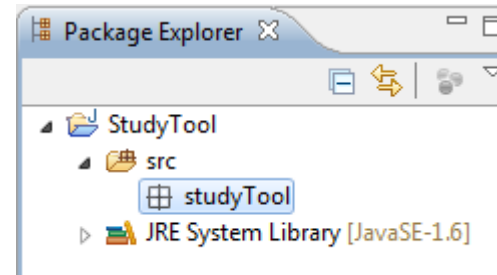 Package Explorer
StudyTool
src
studyTool
JRE System Library [JavaSE-1.6]